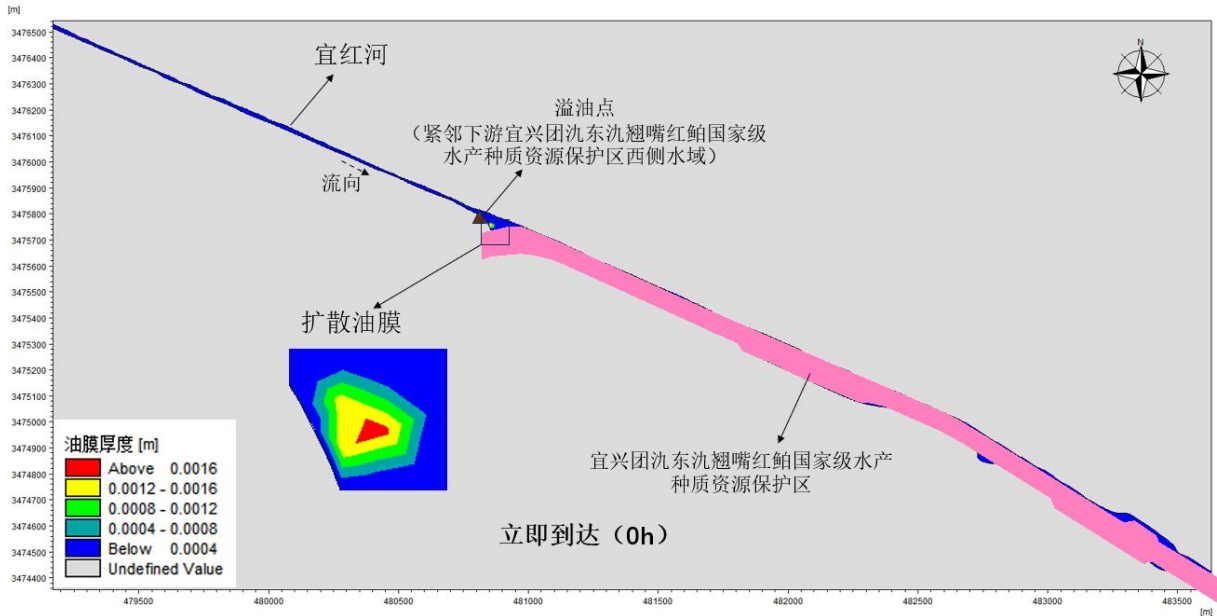 [m]
3476500
3476400
3476300
3476200
3476100
3476000
3475900
3475800
3475700
3475600
3475500
3475400
3475300
3475200
3475100
3475000
3474900
3474800
3474700
3474600
3474500
3474400
宜红河
N
溢油点
（紧邻下游宜兴团氿东氿翘嘴红鲌国家级
水产种质资源保护区西侧水域）
流向
扩散油膜
宜兴团氿东氿翘嘴红鲌国家级水产
种质资源保护区
立即到达（0h）
油膜厚度 [m]
Above 0.0016
0.0012 - 0.0016
0.0008 - 0.0012
0.0004 - 0.0008
Below 0.0004
Undefined Value
479500 480000 480500 481000 481500 482000 482500 483000 483500
[m]